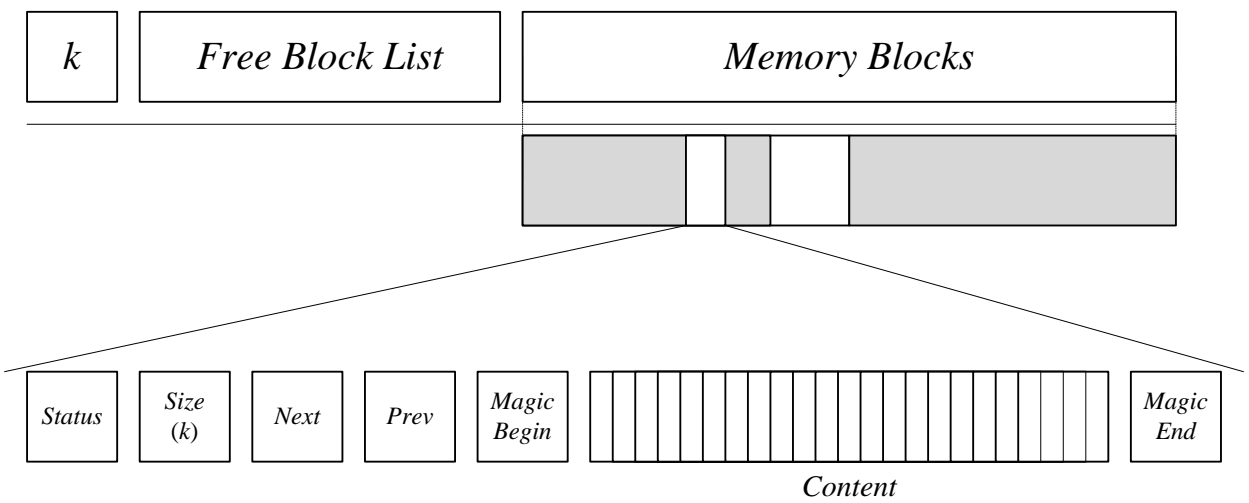 k
Free Block List
Memory Blocks
Status
Size
(k)
Next
Prev
Magic
Begin
Magic
End
Content